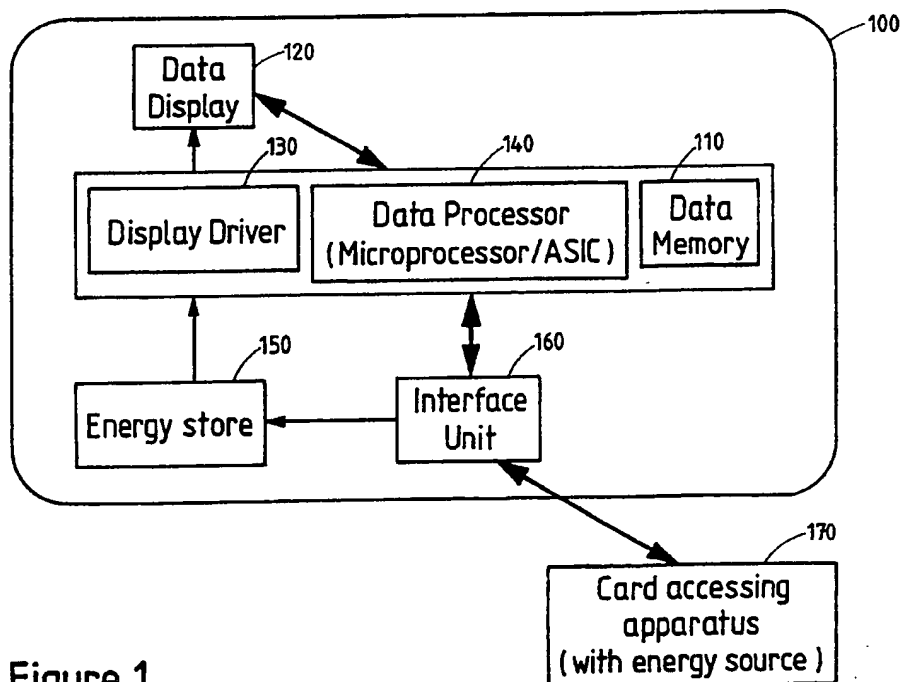 100
120
Data
Display
130
140
110
Display Driver
Data Processor
(Microprocessor/ASIC)
Data
Memory
150
160
Energy store
Interface
Unit
170
Card accessing
apparatus
(with energy source)
Figure 1